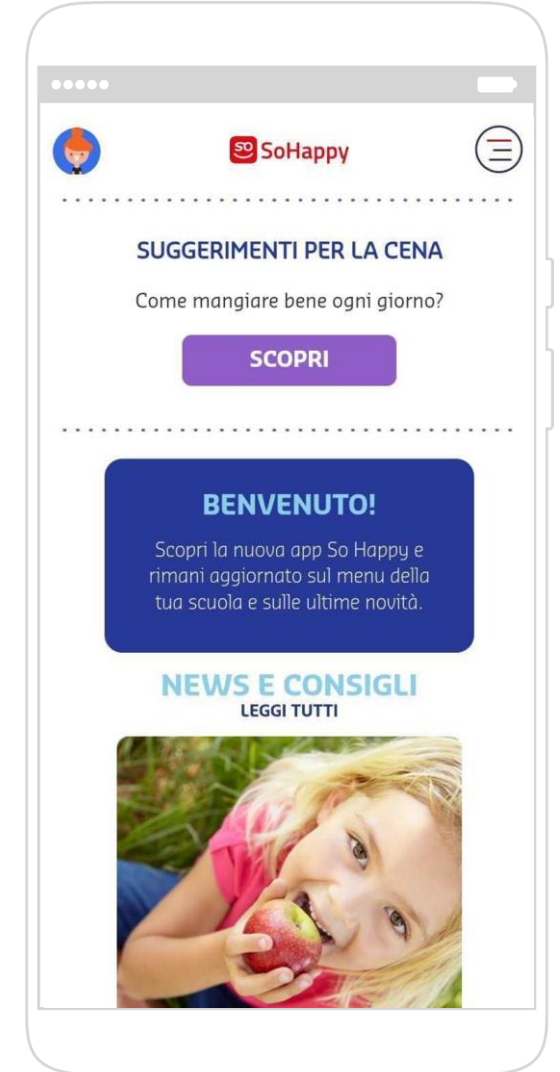 SO SoHappy
SUGGERIMENTI PER LA CENA
Come mangiare bene ogni giorno?
SCOPRI
BENVENUTO!
Scopri la nuova app So Happy e
rimani aggiornato sul menu della
tua scuola e sulle ultime novità.
NEWS E CONSIGLI
LEGGI TUTTI